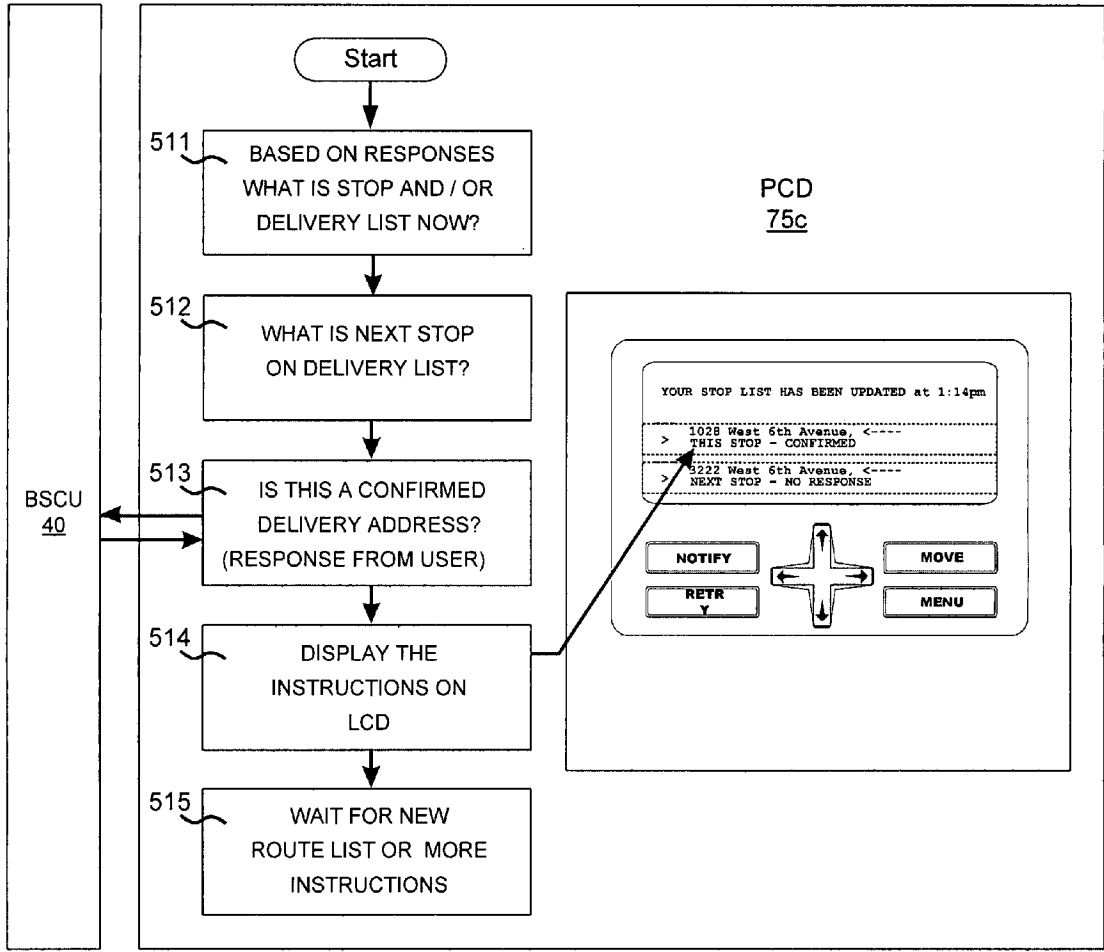 BSCU
40
Start
511
BASED ON RESPONSES
WHAT IS STOP AND / OR
DELIVERY LIST NOW?
512
WHAT IS NEXT STOP
ON DELIVERY LIST?
513
IS THIS A CONFIRMED
DELIVERY ADDRESS?
(RESPONSE FROM USER)
514
DISPLAY THE
INSTRUCTIONS ON
LCD
515
WAIT FOR NEW
ROUTE LIST OR MORE
INSTRUCTIONS
PCD
75c
YOUR STOP LIST HAS BEEN UPDATED at 1:14pm
> 1028 West 6th Avenue, <----
THIS STOP - CONFIRMED
> 3222 West 6th Avenue, <----
NEXT STOP - NO RESPONSE
NOTIFY
RETR
Y
MOVE
MENU